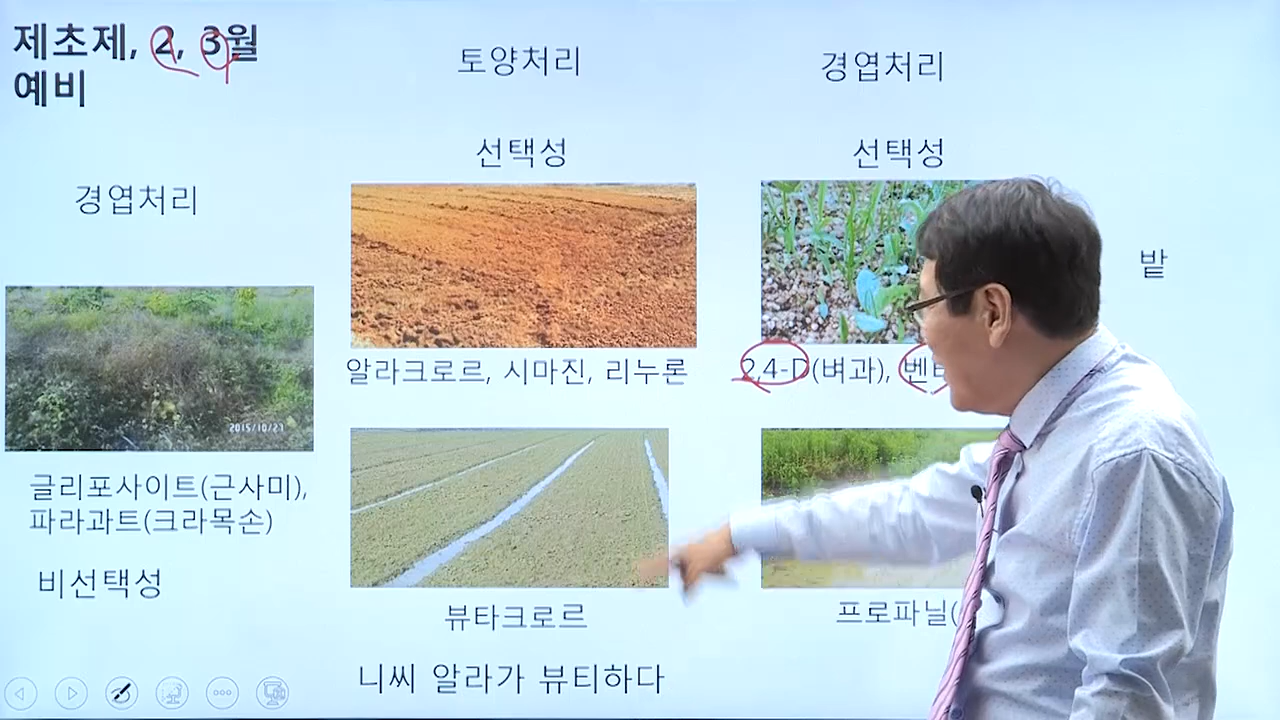 제초제, 2, 3월
예비
토양처리
경엽처리
선택성
선택성
경엽처리
밭
알라크로르, 시마진, 리누론
2,4-D(벼과),
2015/10/27
글리포사이트(근사미),
파라과트(크라목손)
비선택성
뷰타크로르
프로파닐(
니씨 알라가 뷰티하다